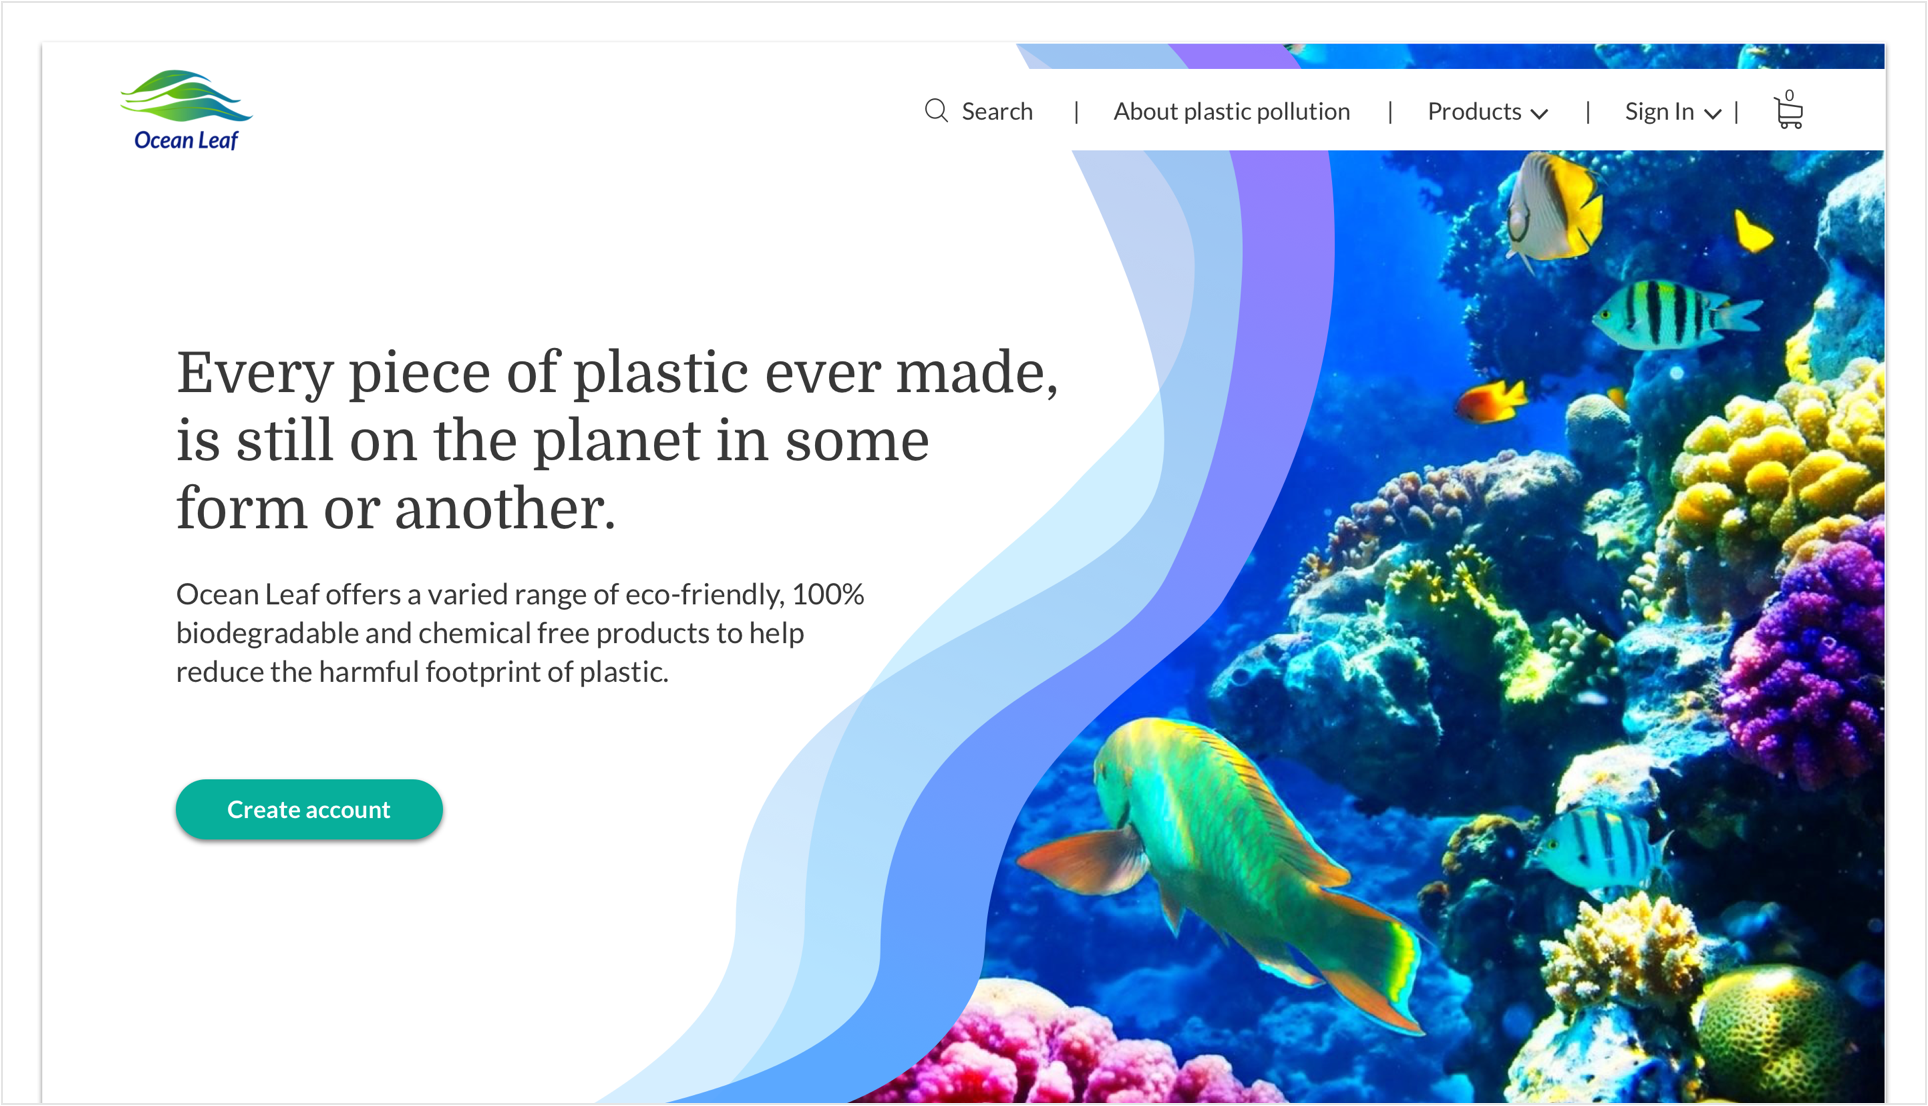 Ocean Leaf
Search | About plastic pollution | Products | Sign In | 0
Every piece of plastic ever made,
is still on the planet in some
form or another.
Ocean Leaf offers a varied range of eco-friendly, 100%
biodegradable and chemical free products to help
reduce the harmful footprint of plastic.
Create account